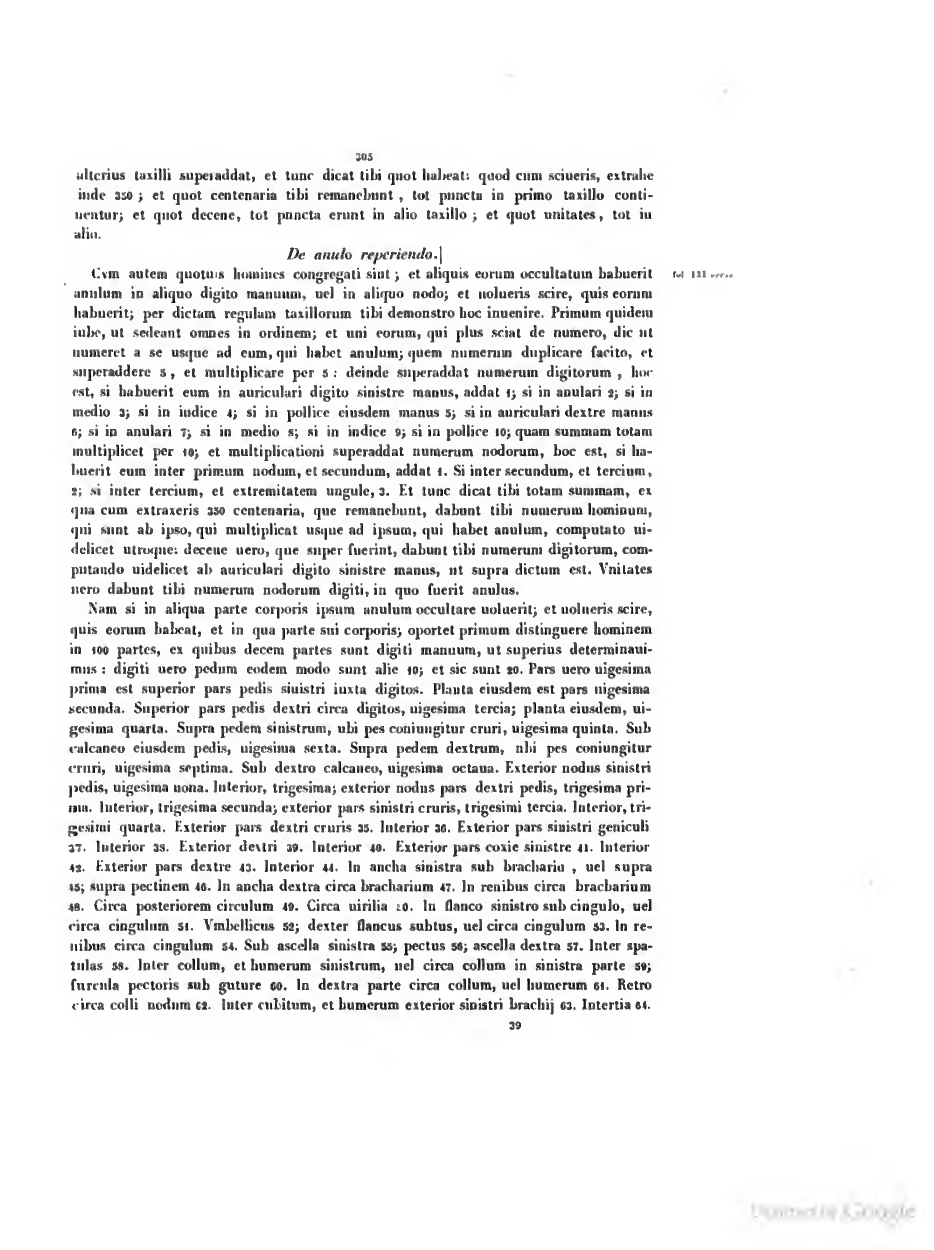 305
alterius taxilli superaddat, et tunc dicat tibi quot habeat: quod cum sciueris, extrahe
inde 350 ; et quot centenaria tibi remanebunt , tot puncta in primo taxillo conti-
nentur; et quot decene, tot puncta erunt in alio taxillo ; et quot unitates, tot in
alio.
De anulo reperiendo.|
Cvm autem quotuis homines congregati sint ; et aliquis eorum occultatum habuerit
fol. 131 verso
anulum in aliquo digito manuum, uel in aliquo nodo; et uolueris scire, quis eorum
habuerit; per dictam regulam taxillorum tibi demonstro hoc inuenire. Primum quidem
iube, ut sedeant omnes in ordinem; et uni eorum, qui plus sciat de numero, dic ut
numeret a se usque ad eum, qui habet anulum; quem numerum duplicare facito, et
superaddere 5 , et multiplicare per 5 : deinde superaddat numerum digitorum , hoc
est, si habuerit eum in auriculari digito sinistre manus, addat 1; si in anulari 2; si in
medio 3; si in indice 4; si in pollice eiusdem manus 5; si in auriculari dextre manus
6; si in anulari 7; si in medio 8; si in indice 9; si in pollice 10; quam summam totam
multiplicet per 10; et multiplicationi superaddat numerum nodorum, hoc est, si ha-
buerit eum inter primum nodum, et secundum, addat 1. Si inter secundum, et tercium,
2; si inter tercium, et extremitatem ungule, 3. Et tunc dicat tibi totam summam, ex
qua cum extraxeris 350 centenaria, que remanebunt, dabunt tibi numerum hominum,
qui sunt ab ipso, qui multiplicat usque ad ipsum, qui habet anulum, computato ui-
delicet utroque: decene uero, que super fuerint, dabunt tibi numerum digitorum, com-
putando uidelicet ab auriculari digito sinistre manus, ut supra dictum est. Vnitates
uero dabunt tibi numerum nodorum digiti, in quo fuerit anulus.
Nam si in aliqua parte corporis ipsum anulum occultare uoluerit; et uolueris scire,
quis eorum habeat, et in qua parte sui corporis; oportet primum distinguere hominem
in 100 partes, ex quibus decem partes sunt digiti manuum, ut superius determinaui-
mus : digiti uero pedum eodem modo sunt alie 10; et sic sunt 20. Pars uero uigesima
prima est superior pars pedis sinistri iuxta digitos. Planta eiusdem est pars uigesima
secunda. Superior pars pedis dextri circa digitos, uigesima tercia; planta eiusdem, ui-
gesima quarta. Supra pedem sinistrum, ubi pes coniungitur cruri, uigesima quinta. Sub
calcaneo eiusdem pedis, uigesima sexta. Supra pedem dextrum, ubi pes coniungitur
cruri, uigesima septima. Sub dextro calcaneo, uigesima octaua. Exterior nodus sinistri
pedis, uigesima nona. Interior, trigesima; exterior nodus pars dextri pedis, trigesima pri-
ma. Interior, trigesima secunda; exterior pars sinistri cruris, trigesimi tercia. Interior, tri-
gesimi quarta. Exterior pars dextri cruris 35. Interior 36. Exterior pars sinistri geniculi
37. Interior 38. Exterior dextri 39. Interior 40. Exterior pars coxie sinistre 41. Interior
42. Exterior pars dextre 43. Interior 44. In ancha sinistra sub brachario , uel supra
45; supra pectinem 46. In ancha dextra circa bracharium 47. In renibus circa bracharium
48. Circa posteriorem circulum 49. Circa uirilia 50. In flanco sinistro sub cingulo, uel
circa cingulum 51. Vmbellicus 52; dexter flancus subtus, uel circa cingulum 53. In re-
nibus circa cingulum 54. Sub ascella sinistra 55; pectus 56; ascella dextra 57. Inter spa-
tulas 58. Inter collum, et humerum sinistrum, uel circa collum in sinistra parte 59;
furcula pectoris sub guture 60. In dextra parte circa collum, uel humerum 61. Retro
circa colli nodum 62. Inter cubitum, et humerum exterior sinistri brachij 63. Intertia 64.
39
Digitized by Google